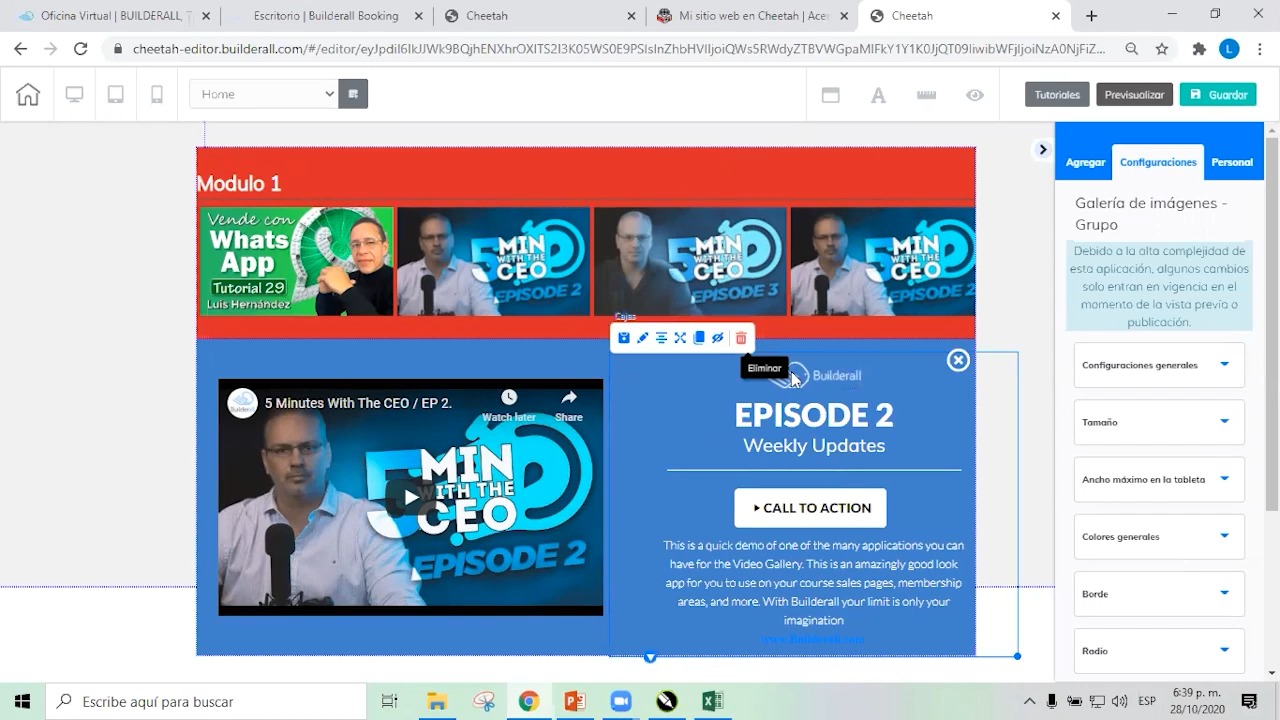 Oficina Virtual | BUILDERALL
Escritorio | Builderall Booking
Cheetah
Mi sitio web en Cheetah | Acer
Cheetah
cheetah-editor.builderall.com/#/editor/
L
Home
Tutoriales
Previsualizar
Guardar
Agregar
Configuraciones
Personal
Galería de imágenes -
Grupo
Debido a la alta complejidad de
esta aplicación, algunos cambios
solo entran en vigencia en el
momento de la vista previa o
publicación.
Configuraciones generales
Tamaño
Ancho máximo en la tableta
Colores generales
Borde
Radio
Modulo 1
Vende con
Whats
App
Tutorial 29
Luis Hernández
5 MIN
WITH THE
CEO
EPISODE 2
5 MIN
WITH THE
CEO
EPISODE 3
5 MIN
WITH THE
CEO
EPISODE 2
Cajas
Eliminar
Builderall
5 Minutes With The CEO / EP 2.
Watch later
Share
Builderall
5 MIN
WITH THE
CEO
EPISODE 2
EPISODE 2
Weekly Updates
CALL TO ACTION
This is a quick demo of one of the many applications you can
have for the Video Gallery. This is an amazingly good look
app for you to use on your course sales pages, membership
areas, and more. With Builderall your limit is only your
imagination
www.Builderall.com
Escribe aquí para buscar
ESP
6:39 p. m.
28/10/2020